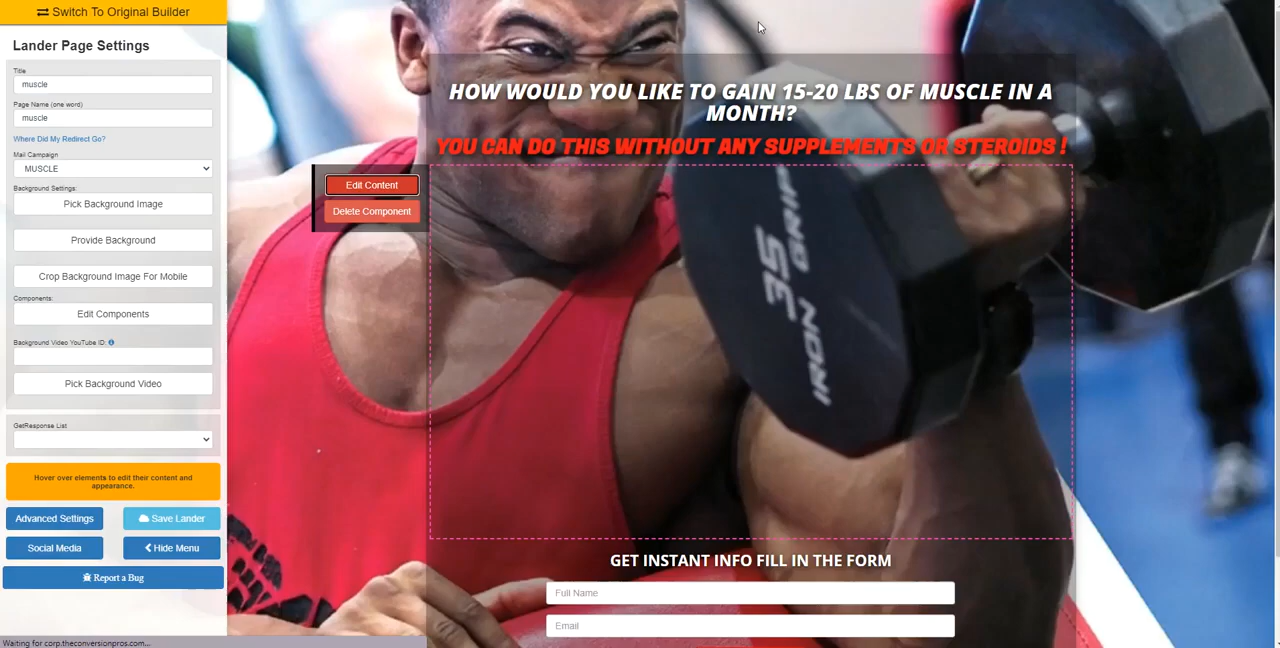 Switch To Original Builder
Lander Page Settings
Title
muscle
Page Name (one word)
muscle
Where Did My Redirect Go?
Mail Campaign
MUSCLE
Background Settings:
Pick Background Image
Provide Background
Crop Background Image For Mobile
Components:
Edit Components
Background Video YouTube ID:
Pick Background Video
GetResponse List
Hover over elements to edit their content and
appearance.
Advanced Settings
Save Lander
Social Media
Hide Menu
Report a Bug
Waiting for corp.theconversionpros.com...
HOW WOULD YOU LIKE TO GAIN 15-20 LBS OF MUSCLE IN A
MONTH?
YOU CAN DO THIS WITHOUT ANY SUPPLEMENTS OR STEROIDS !
Edit Content
Delete Component
35
IRON GRIP
GET INSTANT INFO FILL IN THE FORM
Full Name
Email